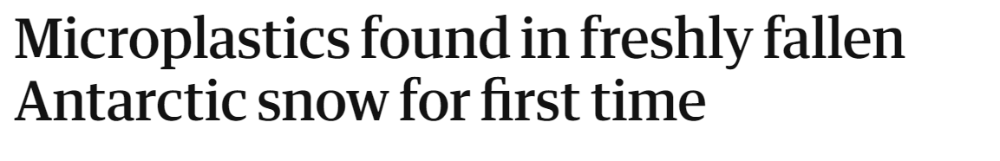 Microplastics found in freshly fallen
Antarctic snow for first time